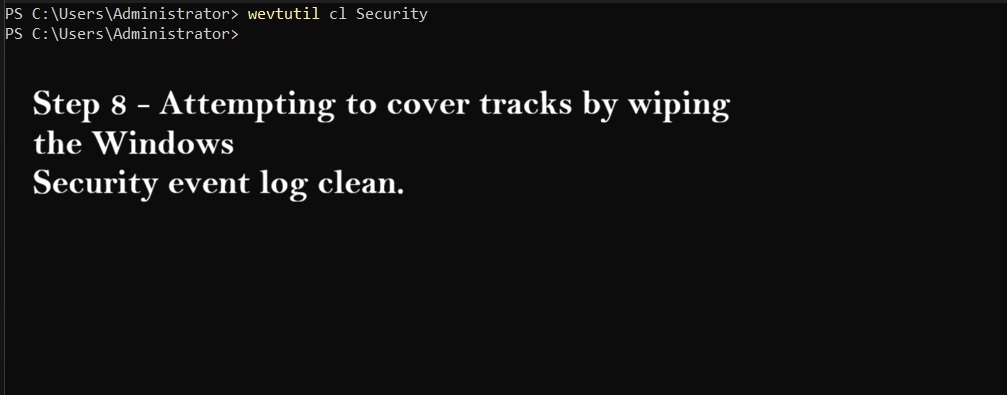 PS C:\Users\Administrator> wevtutil cl Security
PS C:\Users\Administrator>
Step 8 - Attempting to cover tracks by wiping
the Windows
Security event log clean.